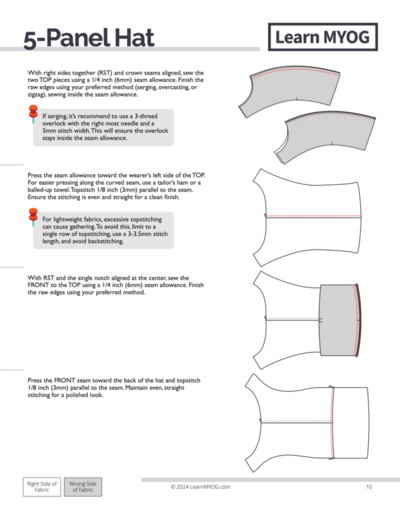 5-Panel Hat
Learn MYOG
With right sides together (RST) and crown seams aligned, sew the
two TOP pieces using a 1/4 inch (6mm) seam allowance. Finish the
raw edges using your preferred method (serging, overcasting, or
zigzag), sewing inside the seam allowance.
If serging, it's recommend to use a 3-thread
overlock with the right most needle and a
5mm stitch width. This will ensure the overlock
stays inside the seam allowance.
Press the seam allowance toward the wearer's left side of the TOP.
For easier pressing along the curved seam, use a tailor's ham or a
balled-up towel. Topstitch 1/8 inch (3mm) parallel to the seam.
Ensure the stitching is even and straight for a clean finish.
For lightweight fabrics, excessive topstitching
can cause gathering. To avoid this, limit to a
single row of topstitching, use a 3-3.5mm stitch
length, and avoid backstitching.
With RST and the single notch aligned at the center, sew the
FRONT to the TOP using a 1/4 inch (6mm) seam allowance. Finish
the raw edges using your preferred method.
Press the FRONT seam toward the back of the hat and topstitch
1/8 inch (3mm) parallel to the seam. Maintain even, straight
stitching for a polished look.
Right Side of
Fabric
Wrong Side
of Fabric
© 2024 LearnMYOG.com
10